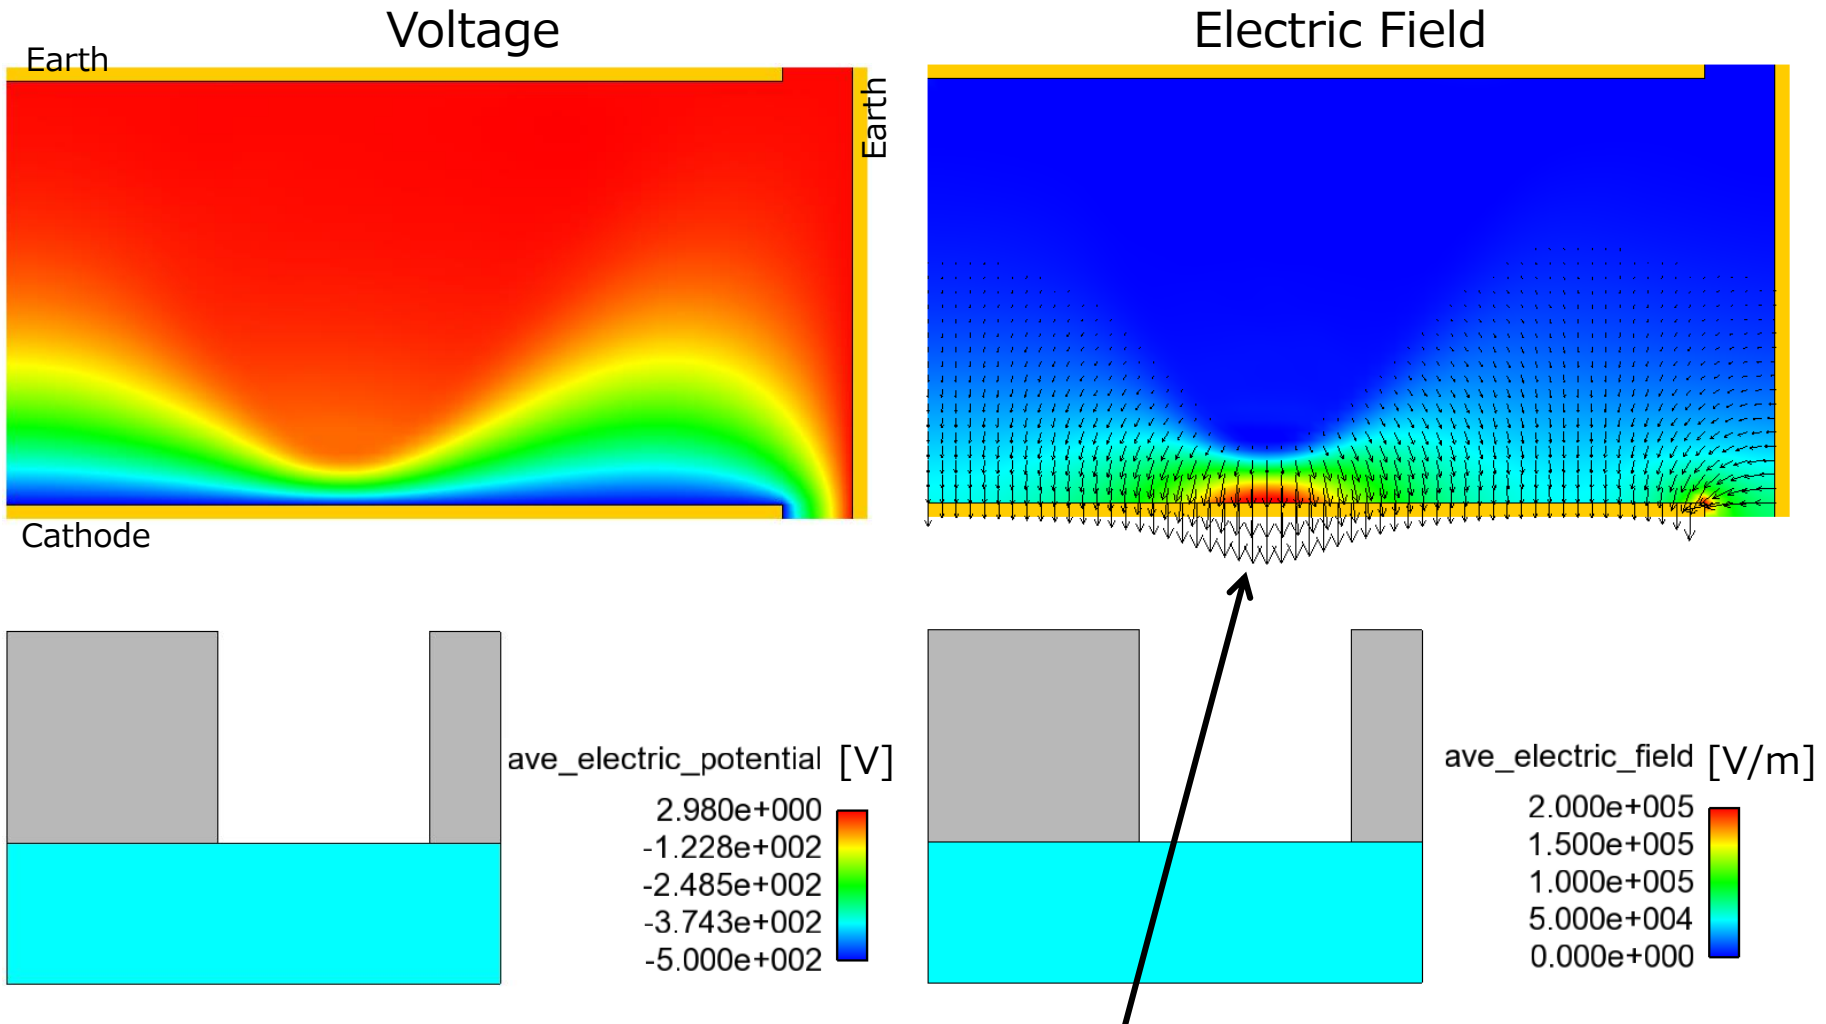 Voltage
Electric Field
Earth
Earth
Cathode
ave_electric_potential [V]
2.980e+000
-1.228e+002
-2.485e+002
-3.743e+002
-5.000e+002
ave_electric_field [V/m]
2.000e+005
1.500e+005
1.000e+005
5.000e+004
0.000e+000